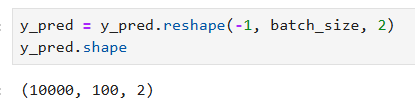 y_pred = y_pred.reshape(-1, batch_size, 2)
y_pred.shape
(10000, 100, 2)